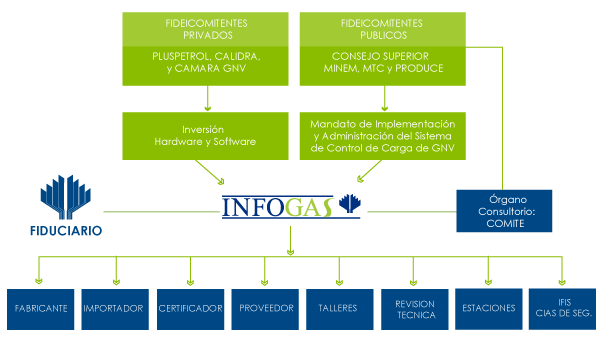 FIDEICOMITENTES
PRIVADOS
PLUSPETROL, CALIDRA,
y CAMARA GNV
FIDEICOMITENTES
PUBLICOS
CONSEJO SUPERIOR
MINEM, MTC y PRODUCE
Inversión
Hardware y Software
Mandato de Implementación
y Administración del Sistema
de Control de Carga de GNV
FIDUCIARIO
INFOGAS
Órgano
Consultorio:
COMITE
FABRICANTE
IMPORTADOR
CERTIFICADOR
PROVEEDOR
TALLERES
REVISION
TECNICA
ESTACIONES
IFIS
CIAS DE SEG.